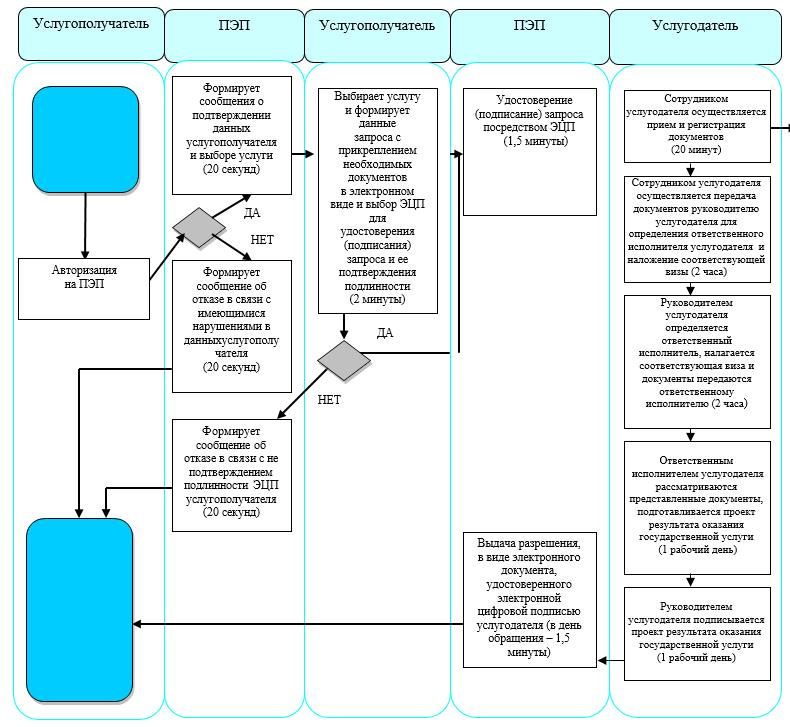 Услугополучатель
ПЭП
Услугополучатель
ПЭП
Услугодатель
Авторизация
на ПЭП
Формирует
сообщения о
подтверждении
данных
услугополучателя
и выборе услуги
(20 секунд)
ДА
НЕТ
Формирует
сообщение об
отказе в связи с
имеющимися
нарушениями в
данныхуслугополу
чателя
(20 секунд)
Формирует
сообщение об
отказе в связи с не
подтверждением
подлинности ЭЦП
услугополучателя
(20 секунд)
Выбирает услугу
и формирует
данные
запроса с
прикреплением
необходимых
документов
в электронном
виде и выбор ЭЦП
для
удостоверения
(подписания)
запроса и ее
подтверждения
подлинности
(2 минуты)
ДА
НЕТ
Удостоверение
(подписание) запроса
посредством ЭЦП
(1,5 минуты)
Выдача разрешения,
в виде электронного
документа,
удостоверенного
электронной
цифровой подписью
услугодателя (в день
обращения – 1,5
минуты)
Сотрудником
услугодателя осуществляется
прием и регистрация
документов
(20 минут)
Сотрудником услугодателя
осуществляется передача
документов руководителю
услугодателя для
определения ответственного
исполнителя услугодателя и
наложение соответствующей
визы (2 часа)
Руководителем
услугодателя
определяется
ответственный
исполнитель, налагается
соответствующая виза и
документы передаются
ответственному
исполнителю (2 часа)
Ответственным
исполнителем услугодателя
рассматриваются
представленные документы,
подготавливается проект
результата оказания
государственной услуги
(1 рабочий день)
Руководителем
услугодателя подписывается
проект результата оказания
государственной услуги
(1 рабочий день)